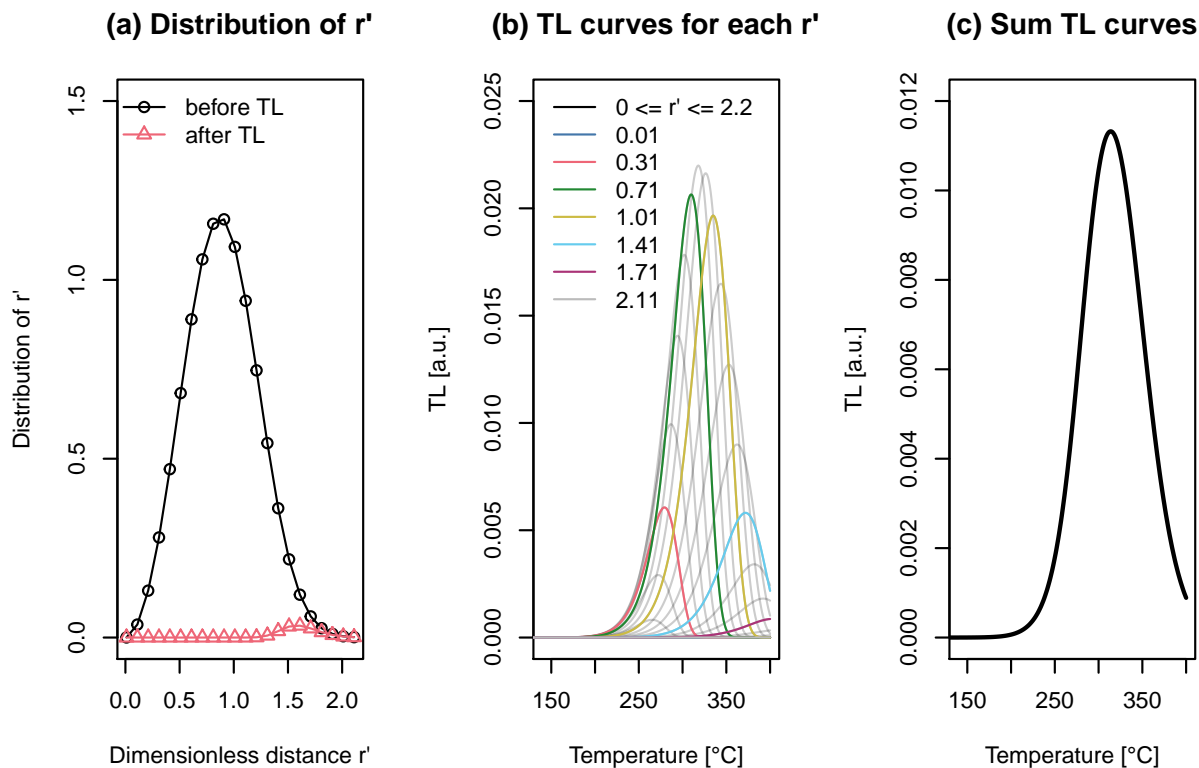 (a) Distribution of r'
Distribution of r'
0.0
0.5
1.0
1.5
before TL
after TL
0.0
0.5
1.0
1.5
2.0
Dimensionless distance r'
(b) TL curves for each r'
TL [a.u.]
0.000
0.005
0.010
0.015
0.020
0.025
0 <= r' <= 2.2
0.01
0.31
0.71
1.01
1.41
1.71
2.11
150
250
350
Temperature [°C]
(c) Sum TL curves
TL [a.u.]
0.000
0.002
0.004
0.006
0.008
0.010
0.012
150
250
350
Temperature [°C]